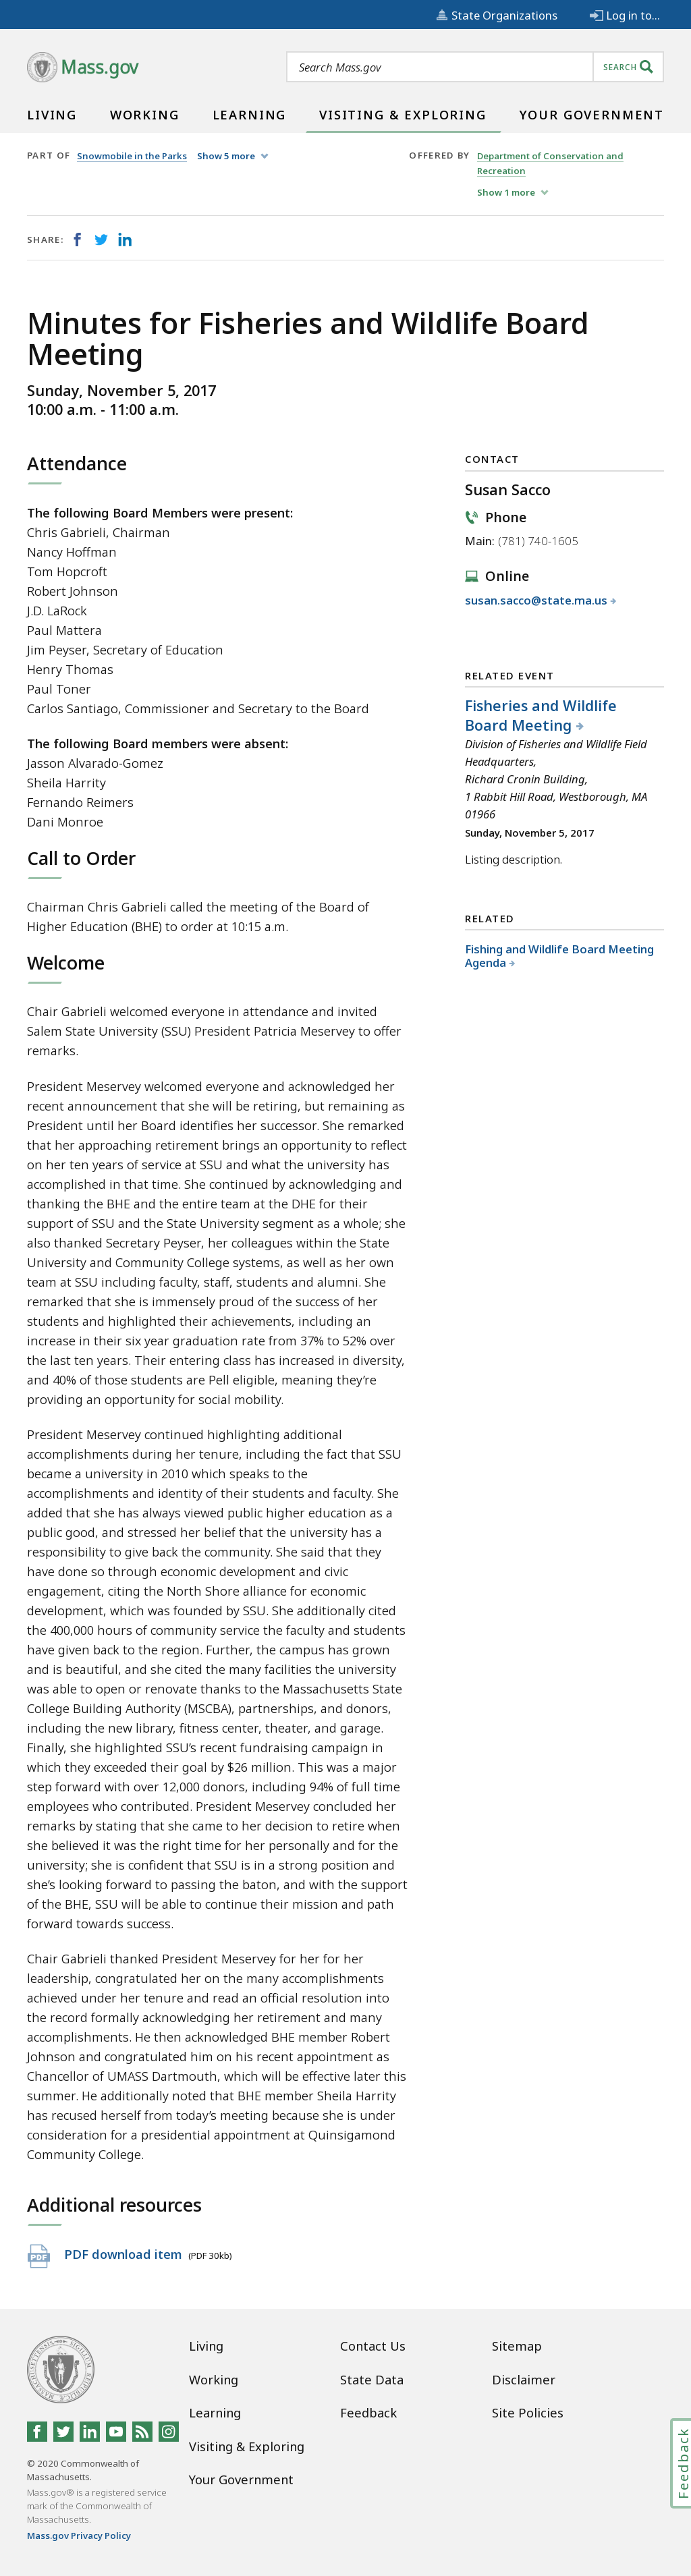 State Organizations
Log in to...
Mass.gov
Search Mass.gov
SEARCH
LIVING
WORKING
LEARNING
VISITING & EXPLORING
YOUR GOVERNMENT
PART OF
Snowmobile in the Parks
Show 5 more
OFFERED BY
Department of Conservation and
Recreation
Show 1 more
SHARE:
Minutes for Fisheries and Wildlife Board
Meeting
Sunday, November 5, 2017
10:00 a.m. - 11:00 a.m.
Attendance
The following Board Members were present:
Chris Gabrieli, Chairman
Nancy Hoffman
Tom Hopcroft
Robert Johnson
J.D. LaRock
Paul Mattera
Jim Peyser, Secretary of Education
Henry Thomas
Paul Toner
Carlos Santiago, Commissioner and Secretary to the Board
The following Board members were absent:
Jasson Alvarado-Gomez
Sheila Harrity
Fernando Reimers
Dani Monroe
Call to Order
Chairman Chris Gabrieli called the meeting of the Board of
Higher Education (BHE) to order at 10:15 a.m.
Welcome
Chair Gabrieli welcomed everyone in attendance and invited
Salem State University (SSU) President Patricia Meservey to offer
remarks.
President Meservey welcomed everyone and acknowledged her
recent announcement that she will be retiring, but remaining as
President until her Board identifies her successor. She remarked
that her approaching retirement brings an opportunity to reflect
on her ten years of service at SSU and what the university has
accomplished in that time. She continued by acknowledging and
thanking the BHE and the entire team at the DHE for their
support of SSU and the State University segment as a whole; she
also thanked Secretary Peyser, her colleagues within the State
University and Community College systems, as well as her own
team at SSU including faculty, staff, students and alumni. She
remarked that she is immensely proud of the success of her
students and highlighted their achievements, including an
increase in their six year graduation rate from 37% to 52% over
the last ten years. Their entering class has increased in diversity,
and 40% of those students are Pell eligible, meaning they're
providing an opportunity for social mobility.
President Meservey continued highlighting additional
accomplishments during her tenure, including the fact that SSU
became a university in 2010 which speaks to the
accomplishments and identity of their students and faculty. She
added that she has always viewed public higher education as a
public good, and stressed her belief that the university has a
responsibility to give back the community. She said that they
have done so through economic development and civic
engagement, citing the North Shore alliance for economic
development, which was founded by SSU. She additionally cited
the 400,000 hours of community service the faculty and students
have given back to the region. Further, the campus has grown
and is beautiful, and she cited the many facilities the university
was able to open or renovate thanks to the Massachusetts State
College Building Authority (MSCBA), partnerships, and donors,
including the new library, fitness center, theater, and garage.
Finally, she highlighted SSU's recent fundraising campaign in
which they exceeded their goal by $26 million. This was a major
step forward with over 12,000 donors, including 94% of full time
employees who contributed. President Meservey concluded her
remarks by stating that she came to her decision to retire when
she believed it was the right time for her personally and for the
university; she is confident that SSU is in a strong position and
she's looking forward to passing the baton, and with the support
of the BHE, SSU will be able to continue their mission and path
forward towards success.
Chair Gabrieli thanked President Meservey for her for her
leadership, congratulated her on the many accomplishments
achieved under her tenure and read an official resolution into
the record formally acknowledging her retirement and many
accomplishments. He then acknowledged BHE member Robert
Johnson and congratulated him on his recent appointment as
Chancellor of UMASS Dartmouth, which will be effective later this
summer. He additionally noted that BHE member Sheila Harrity
has recused herself from today's meeting because she is under
consideration for a presidential appointment at Quinsigamond
Community College.
Additional resources
PDF
PDF download item (PDF 30kb)
CONTACT
Susan Sacco
Phone
Main: (781) 740-1605
Online
susan.sacco@state.ma.us
RELATED EVENT
Fisheries and Wildlife
Board Meeting
Division of Fisheries and Wildlife Field
Headquarters,
Richard Cronin Building,
1 Rabbit Hill Road, Westborough, MA
01966
Sunday, November 5, 2017
Listing description.
RELATED
Fishing and Wildlife Board Meeting
Agenda
Living
Working
Learning
Visiting & Exploring
Your Government
Contact Us
State Data
Feedback
Sitemap
Disclaimer
Site Policies
© 2020 Commonwealth of
Massachusetts.
Mass.gov® is a registered service
mark of the Commonwealth of
Massachusetts.
Mass.gov Privacy Policy
Feedback